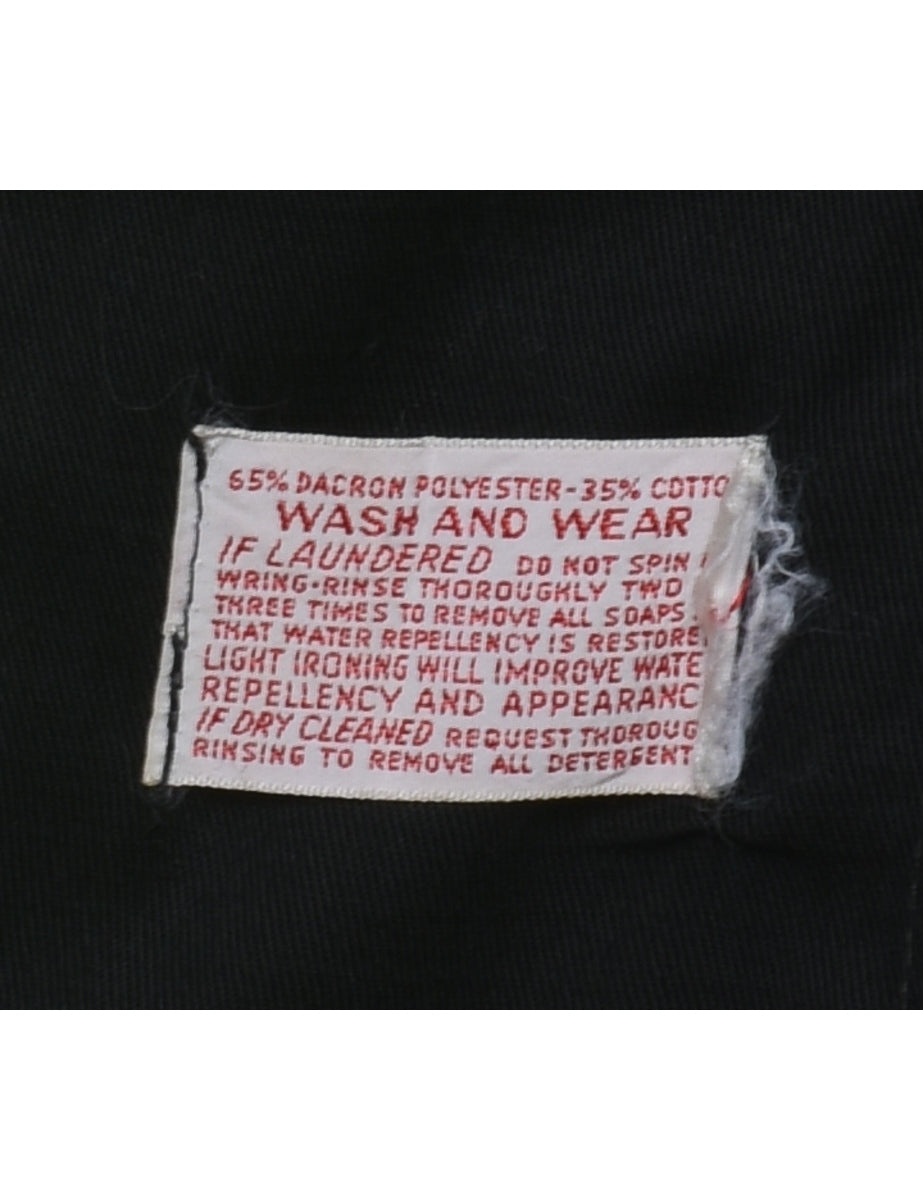 65% DACRON POLYESTER-35% COTTO
WASH AND WEAR
IF LAUNDERED DO NOT SPIN
WRING-RINSE THOROUGHLY TWO
THREE TIMES TO REMOVE ALL SOAPS
THAT WATER REPELLENCY IS RESTORE
LIGHT IRONING WILL IMPROVE WATE
REPELLENCY AND APPEARANC
IF DRY CLEANED REQUEST THOROUG
RINSING TO REMOVE ALL DETERGENT